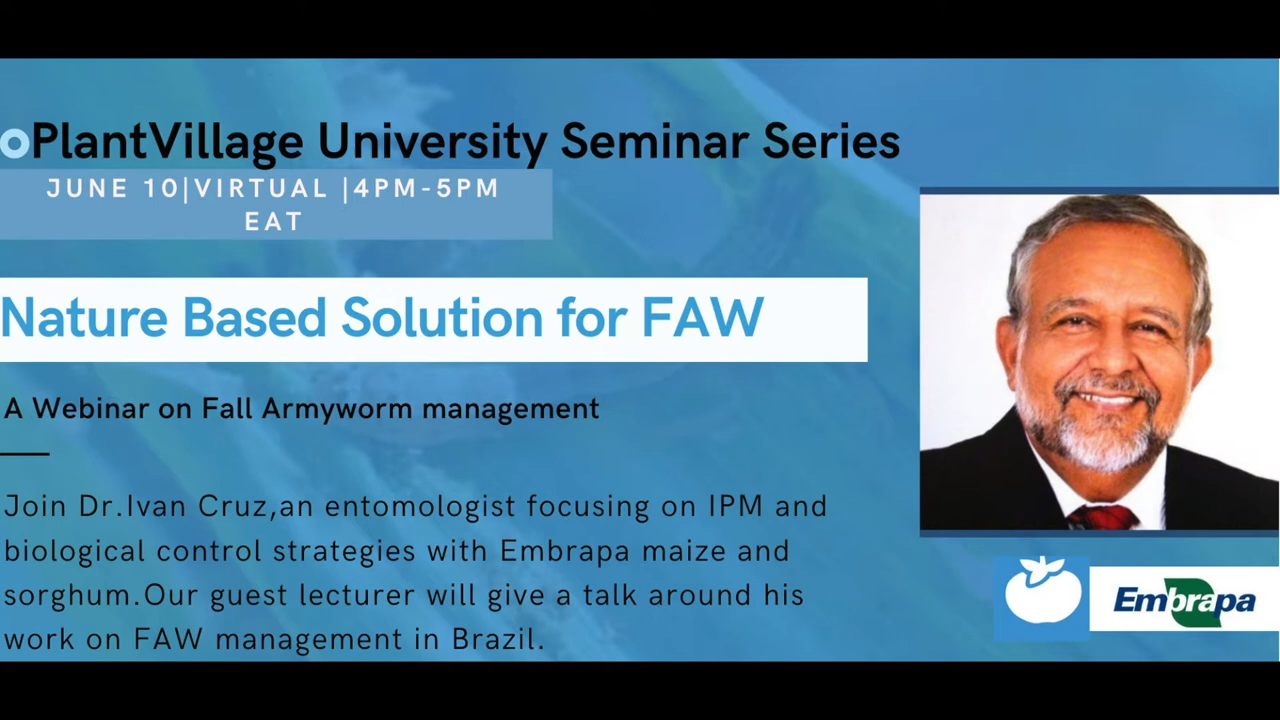 PlantVillage University Seminar Series
JUNE 10|VIRTUAL |4PM-5PM
EAT
Nature Based Solution for FAW
A Webinar on Fall Armyworm management
Join Dr.Ivan Cruz,an entomologist focusing on IPM and
biological control strategies with Embrapa maize and
sorghum.Our guest lecturer will give a talk around his
work on FAW management in Brazil.
Embrapa